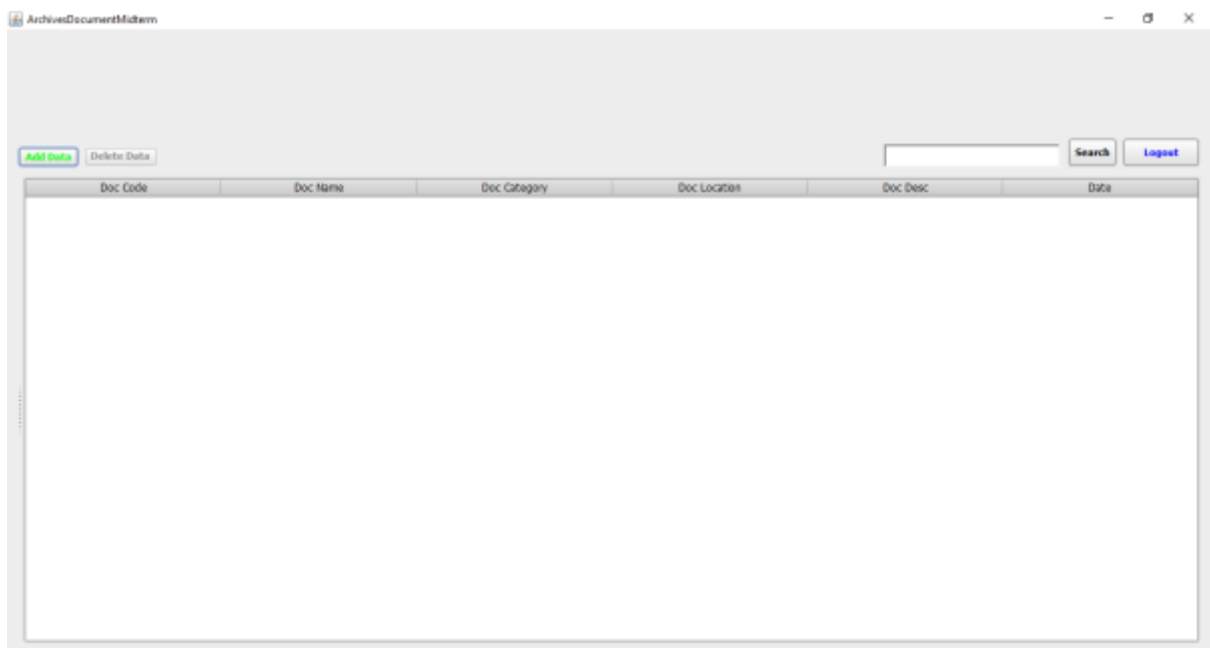 ArchivesDocumentMidterm
Add Data Delete Data Search Logout
Doc Code Doc Name Doc Category Doc Location Doc Desc Date